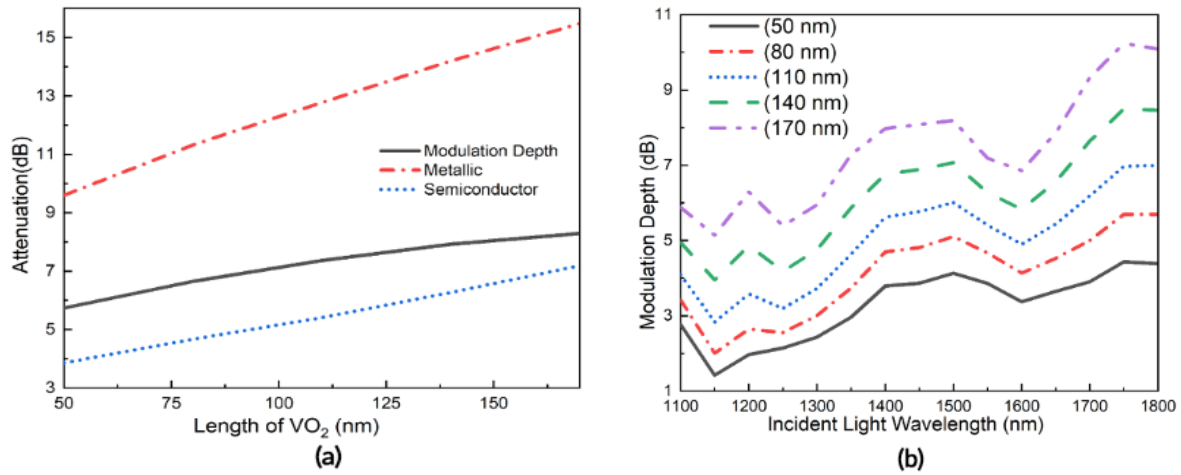 15
13
11
9
7
5
3
Attenuation(dB)
Modulation Depth
Metallic
Semiconductor
50 75 100 125 150
Length of VO₂ (nm)
(a)
11
9
7
5
3
1
Modulation Depth (dB)
(50 nm)
(80 nm)
(110 nm)
(140 nm)
(170 nm)
1100 1200 1300 1400 1500 1600 1700 1800
Incident Light Wavelength (nm)
(b)